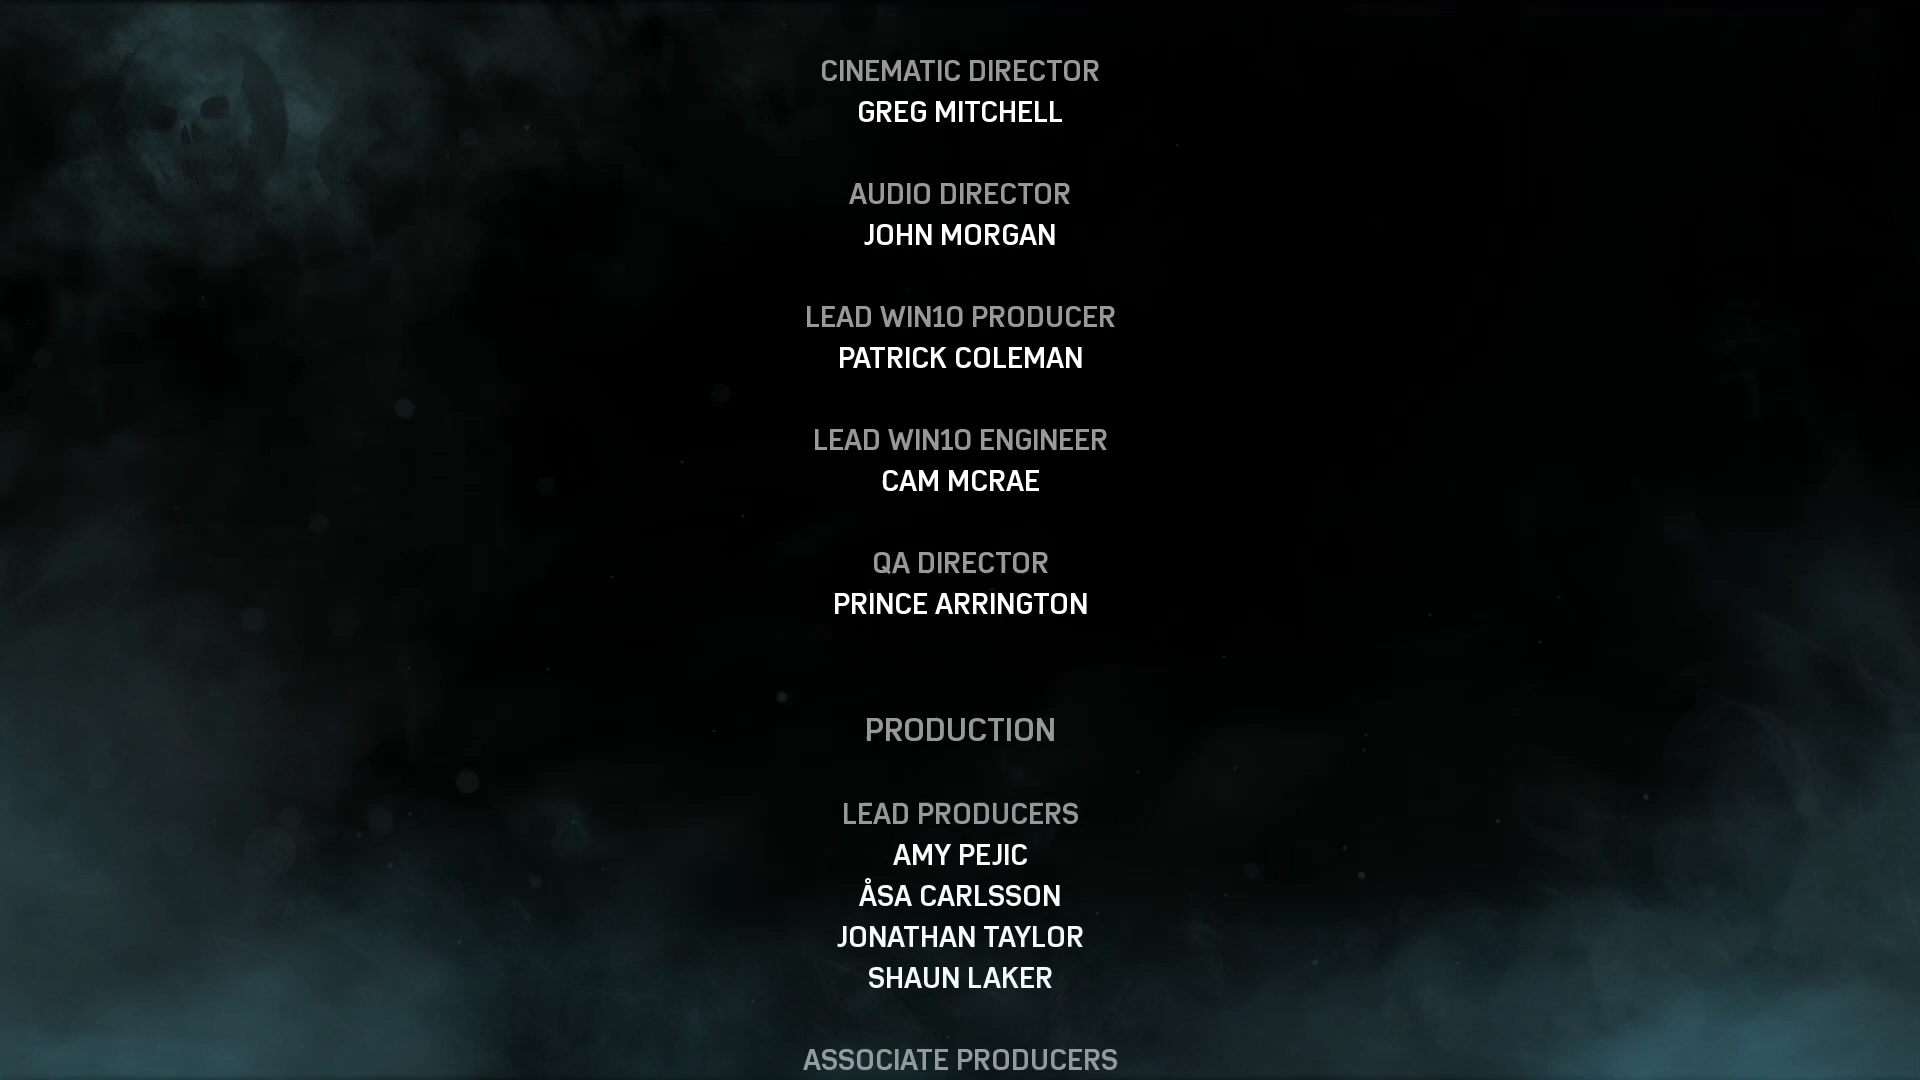 CINEMATIC DIRECTOR
GREG MITCHELL
AUDIO DIRECTOR
JOHN MORGAN
LEAD WIN10 PRODUCER
PATRICK COLEMAN
LEAD WIN10 ENGINEER
CAM MCRAE
QA DIRECTOR
PRINCE ARRINGTON
PRODUCTION
LEAD PRODUCERS
AMY PEJIC
ÅSA CARLSSON
JONATHAN TAYLOR
SHAUN LAKER
ASSOCIATE PRODUCERS